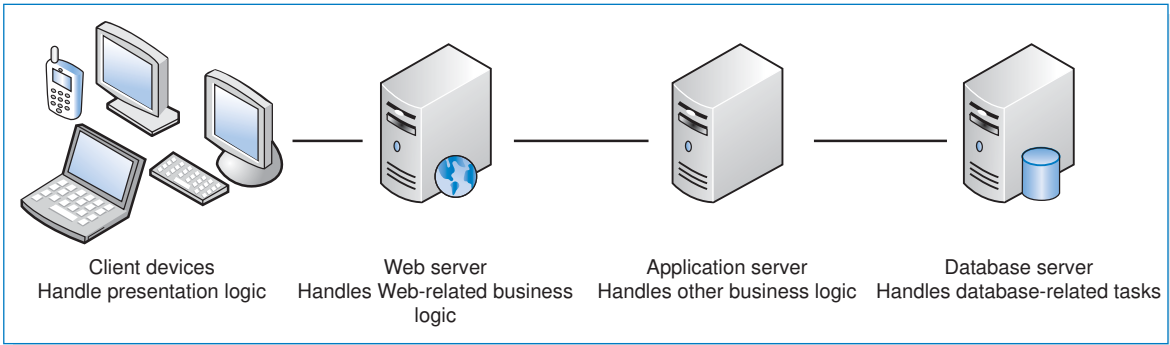 Client devices
Handle presentation logic
Web server
Handles Web-related business
logic
Application server
Handles other business logic
Database server
Handles database-related tasks